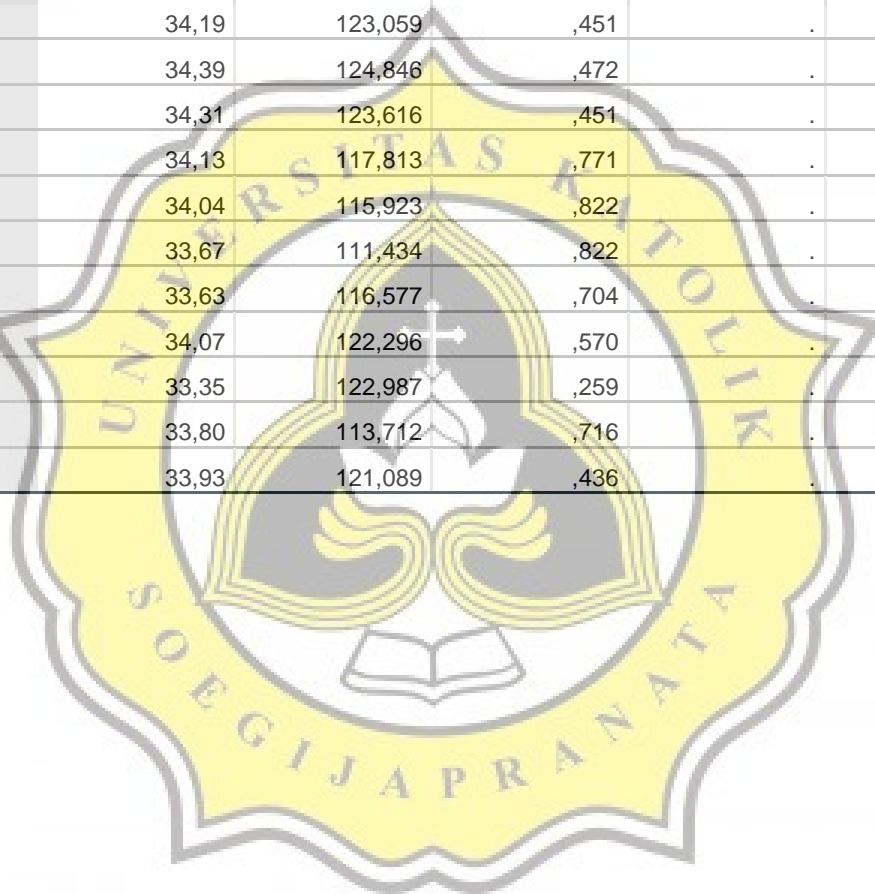 34,19 123,059 ,451 .
34,39 124,846 ,472 .
34,31 123,616 ,451 .
34,13 117,813 ,771 .
34,04 115,923 ,822 .
33,67 111,434 ,822 .
33,63 116,577 ,704 .
34,07 122,296 ,570 .
33,35 122,987 ,259 .
33,80 113,712 ,716 .
33,93 121,089 ,436 .
UNIVERSITAS KATOLIK
SOEGIJAPRANATA